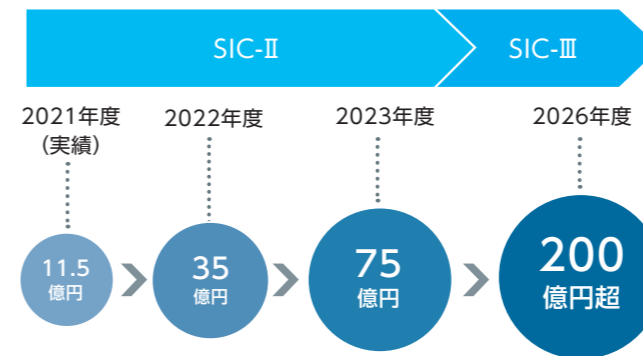 SIC-Ⅱ
SIC-Ⅲ
2021年度
(実績)
2022年度
2023年度
2026年度
11.5
億円
35
億円
75
億円
200
億円超